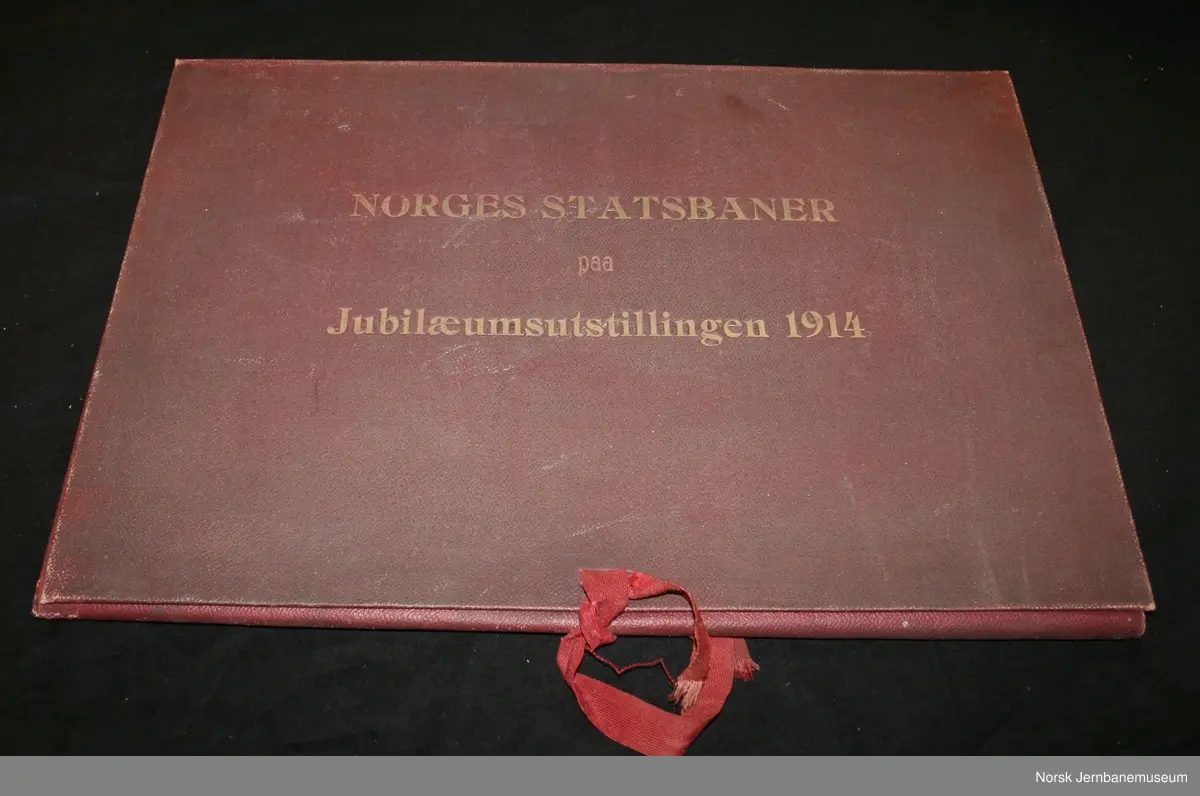 NORGES STATSBANER
paa
Jubilæumsutstillingen 1914
Norsk Jernbanemuseum